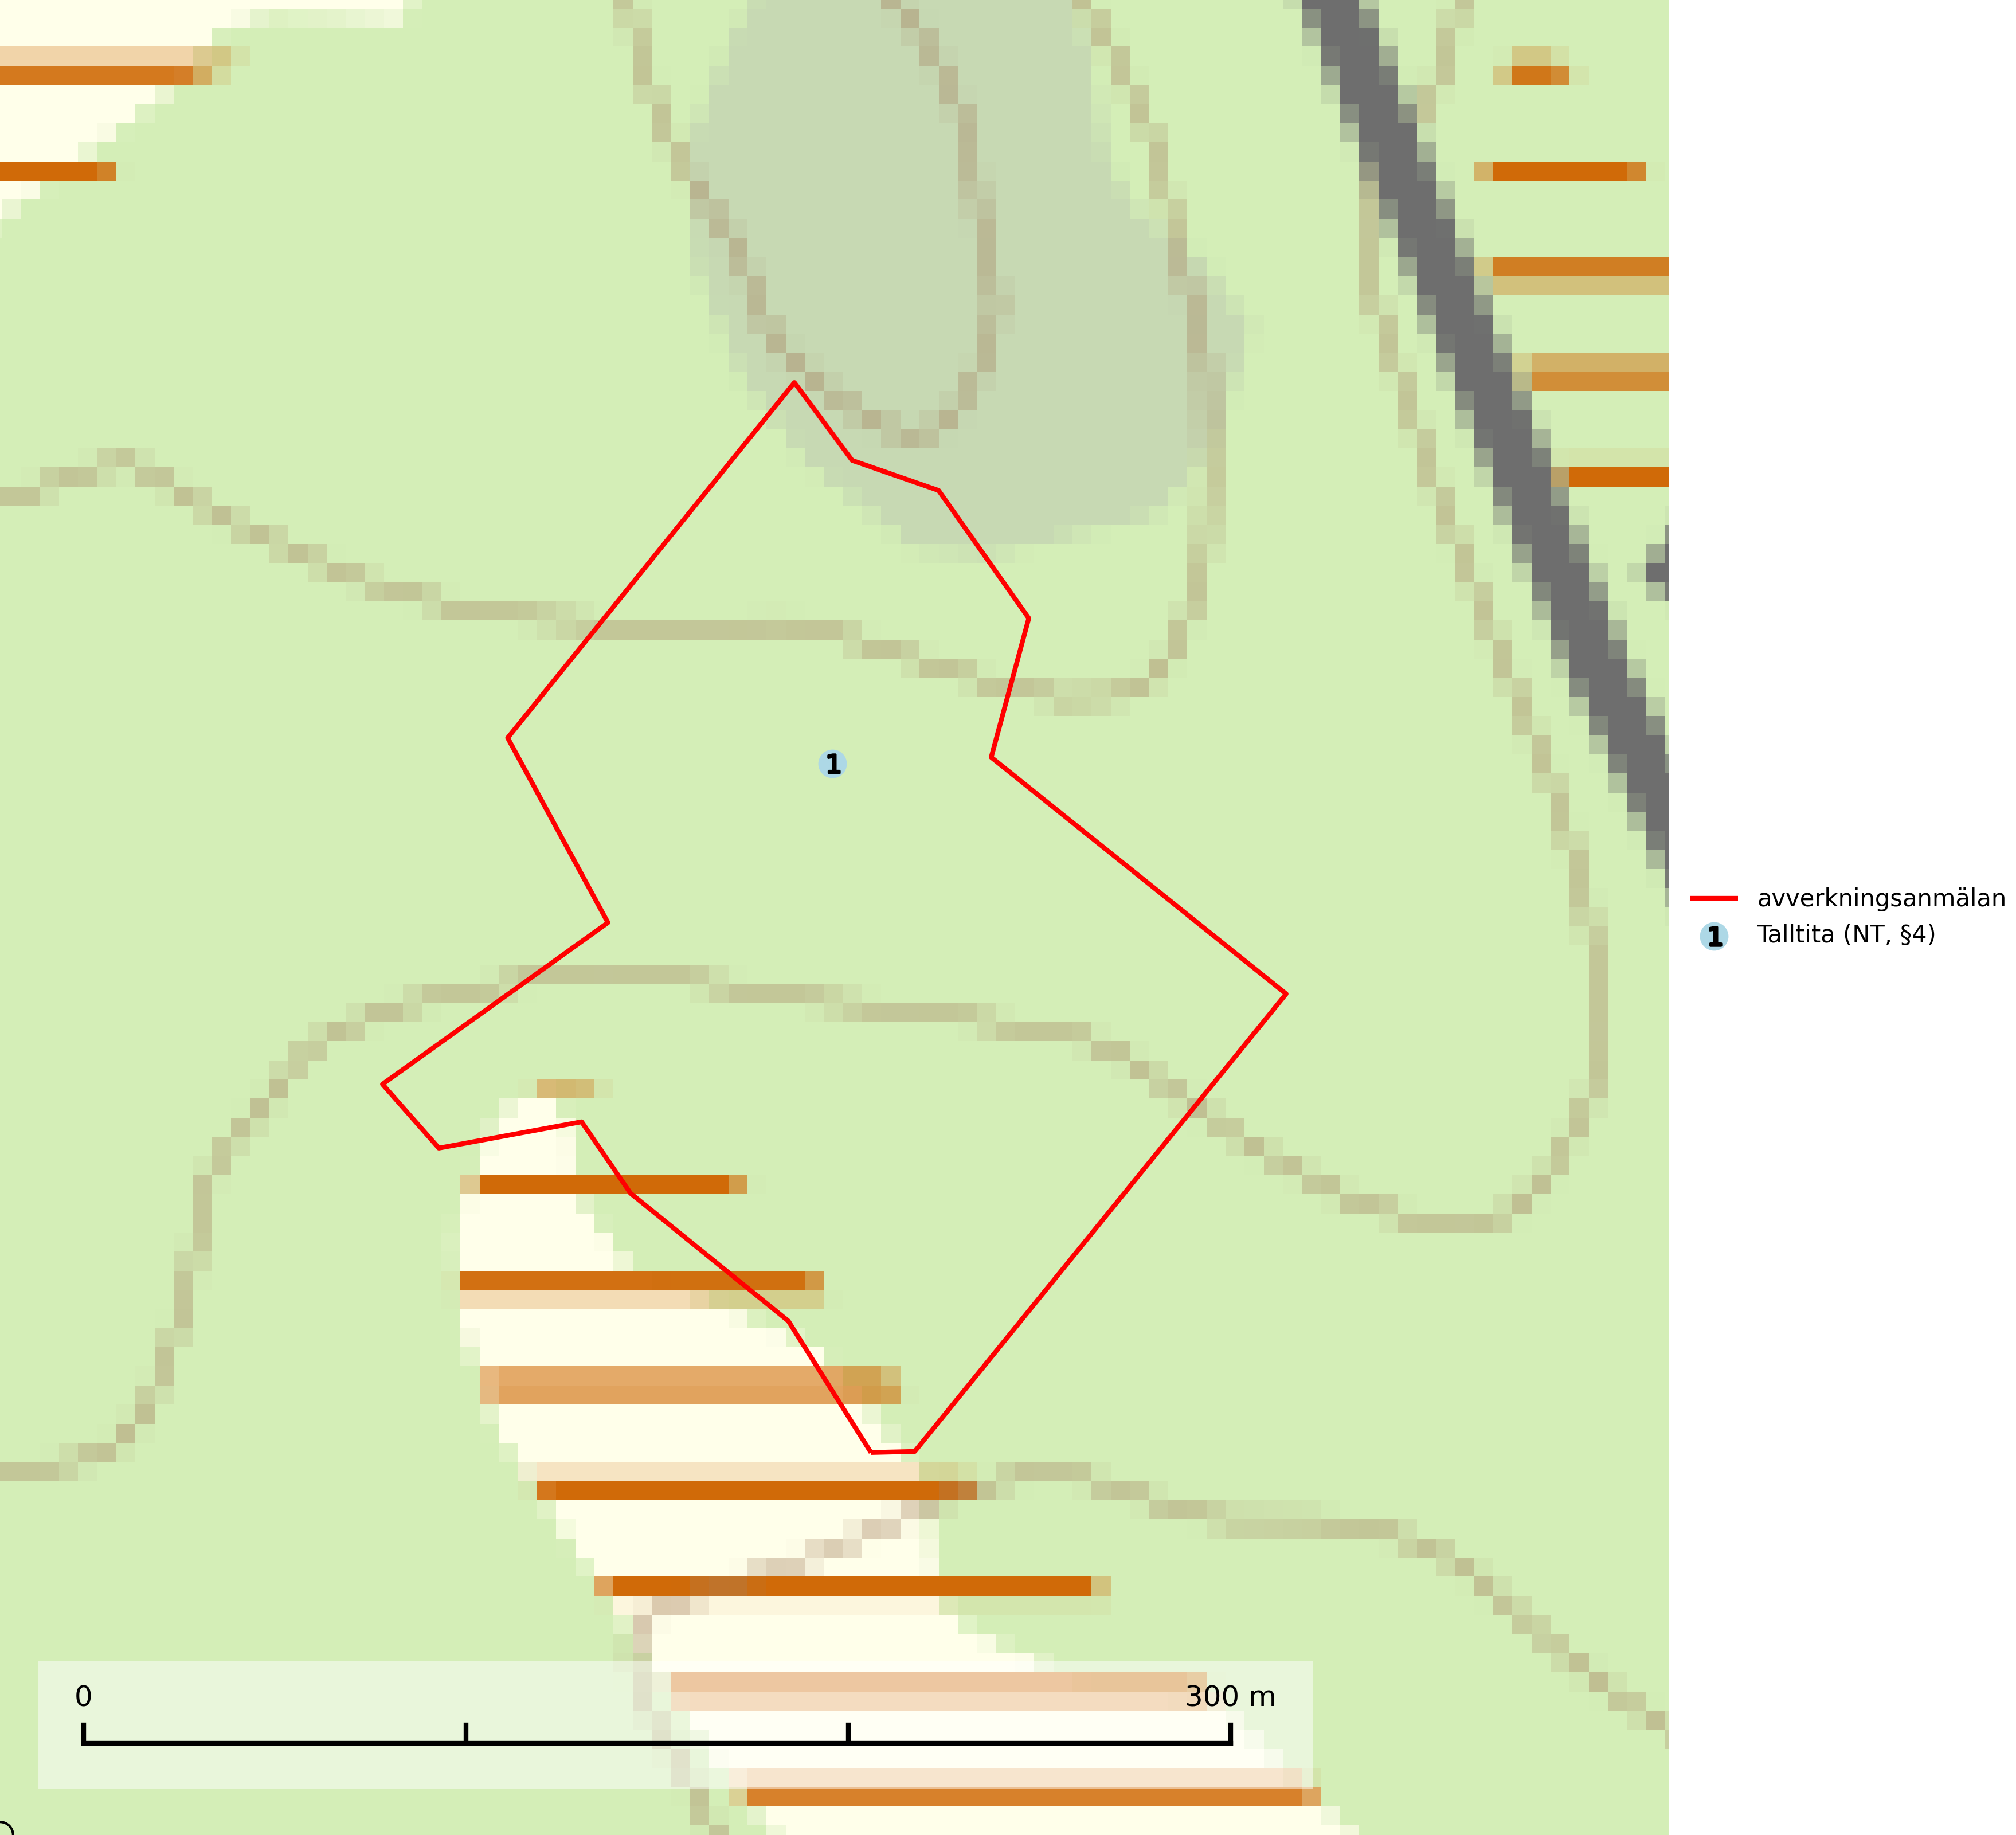 1
avverkningsanmälan
1 Talltita (NT, §4)
0 300 m